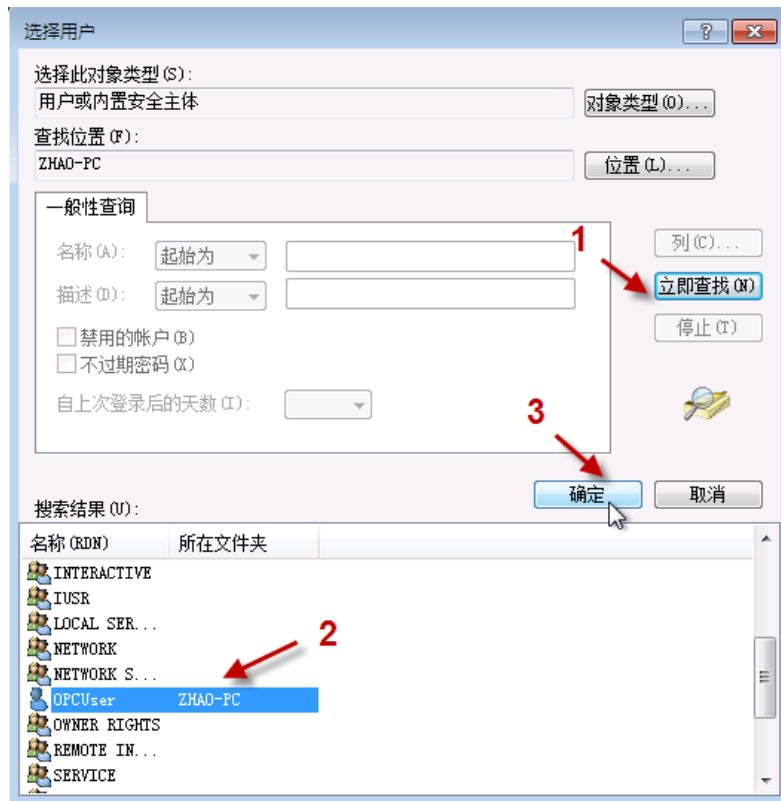 选择用户
选择此对象类型(S):
用户或内置安全主体
对象类型(O)...
查找位置(F):
ZHAO-PC
位置(L)...
一般性查询
名称(A): 起始为
描述(D): 起始为
禁用的帐户(B)
不过期密码(X)
自上次登录后的天数(I):
1
列(C)...
立即查找(N)
停止(T)
3
确定 取消
搜索结果(U):
名称(RDN) 所在文件夹
INTERACTIVE
IUSR
LOCAL SER...
NETWORK
NETWORK S...
2
OPCUser ZHAO-PC
OWNER RIGHTS
REMOTE IN...
SERVICE